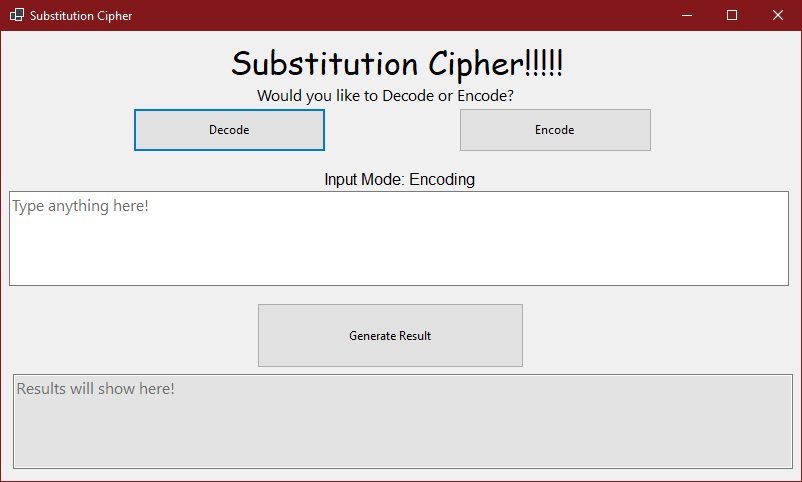 Substitution Cipher
Substitution Cipher!!!!!
Would you like to Decode or Encode?
Decode
Encode
Input Mode: Encoding
Type anything here!
Generate Result
Results will show here!